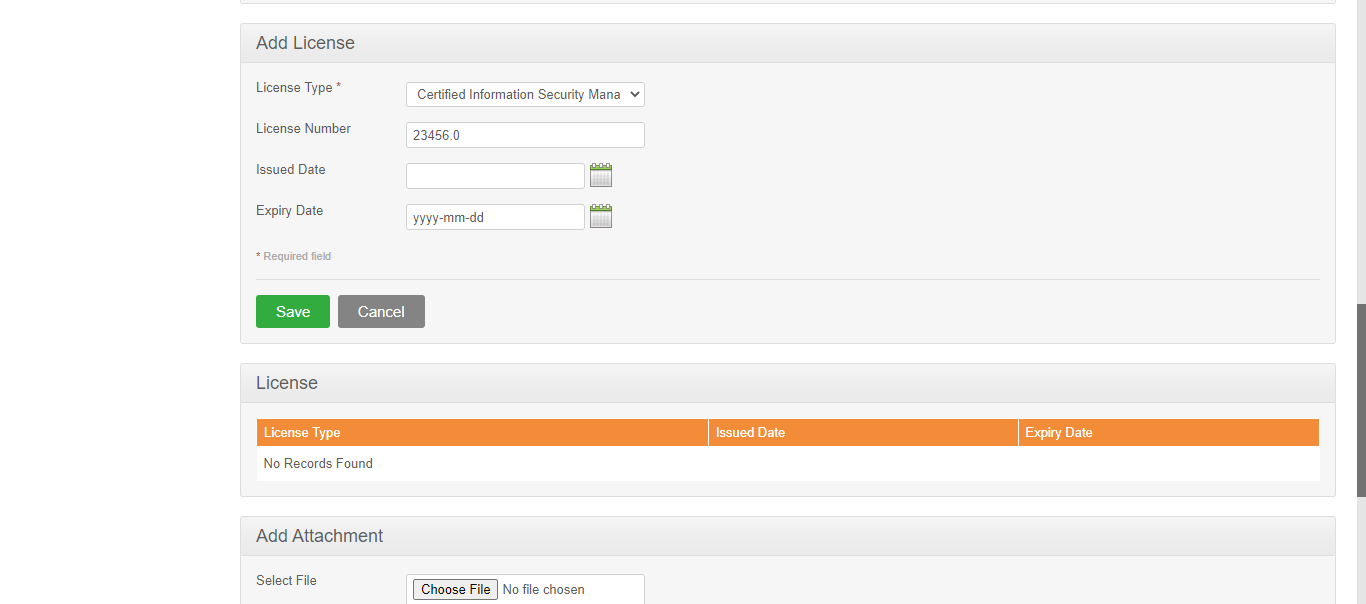 Add License
License Type *
Certified Information Security Mana
License Number
23456.0
Issued Date
Expiry Date
yyyy-mm-dd
* Required field
Save Cancel
License
License Type Issued Date Expiry Date
No Records Found
Add Attachment
Select File
Choose File No file chosen